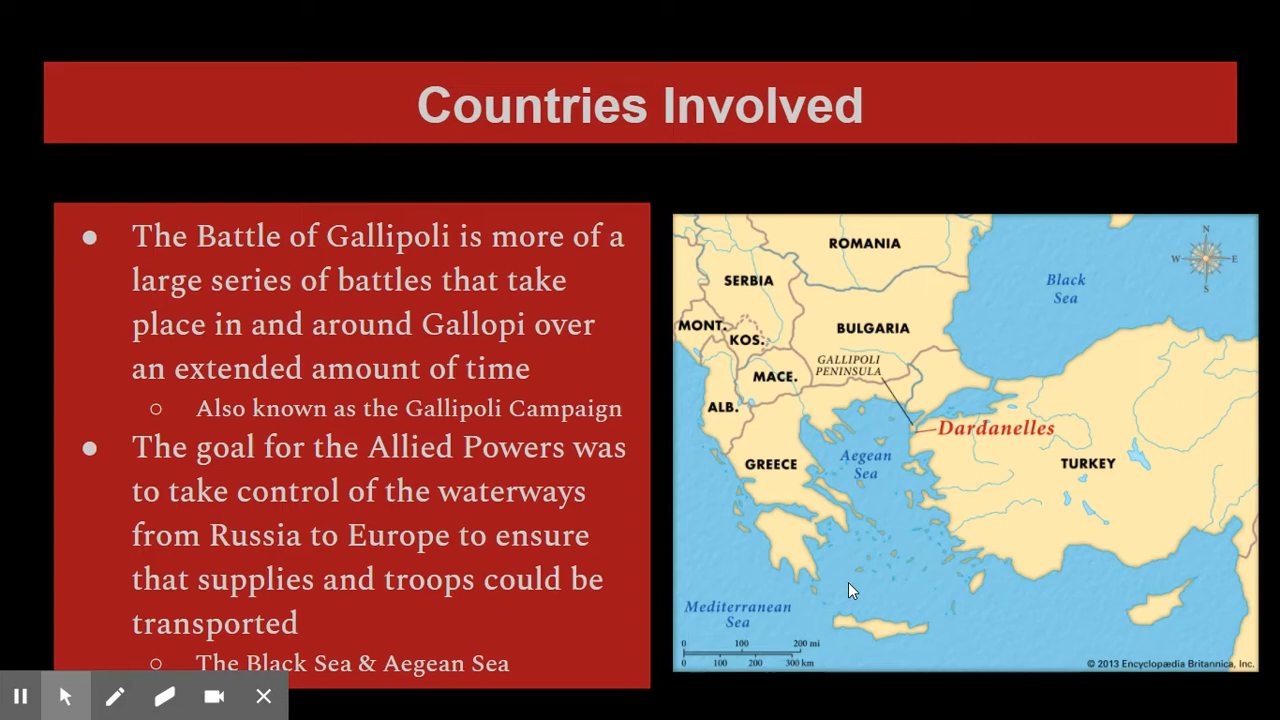 Countries Involved
● The Battle of Gallipoli is more of a
large series of battles that take
place in and around Gallopi over
an extended amount of time
○ Also known as the Gallipoli Campaign
● The goal for the Allied Powers was
to take control of the waterways
from Russia to Europe to ensure
that supplies and troops could be
transported
○ The Black Sea & Aegean Sea
ROMANIA
SERBIA
Black
Sea
N
W E
S
MONT.
KOS.
BULGARIA
GALLIPOLI
PENINSULA
MACE.
ALB.
Dardanelles
GREECE
Aegean
Sea
TURKEY
Mediterranean
Sea
0 100 200 mi
0 100 200 300 km
© 2013 Encyclopædia Britannica, Inc.